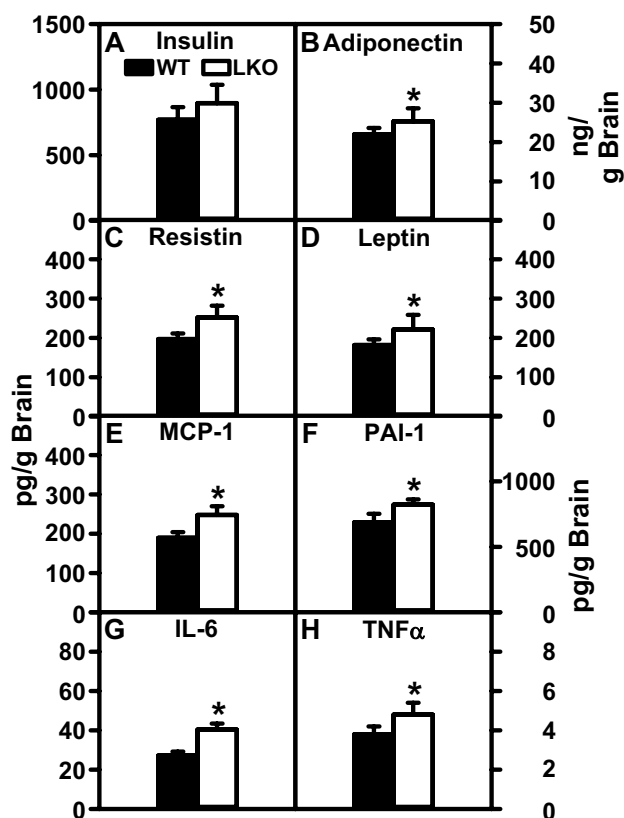 1500
1000
500
0
A
Insulin
WT
LKO
B
Adiponectin
*
50
40
30
20
10
0
ng/
g Brain
400
300
200
100
0
C
Resistin
*
D
Leptin
*
400
300
200
100
0
pg/g Brain
400
300
200
100
0
E
MCP-1
*
F
PAI-1
*
1000
500
0
pg/g Brain
80
60
40
20
0
G
IL-6
*
H
TNFα
*
8
6
4
2
0